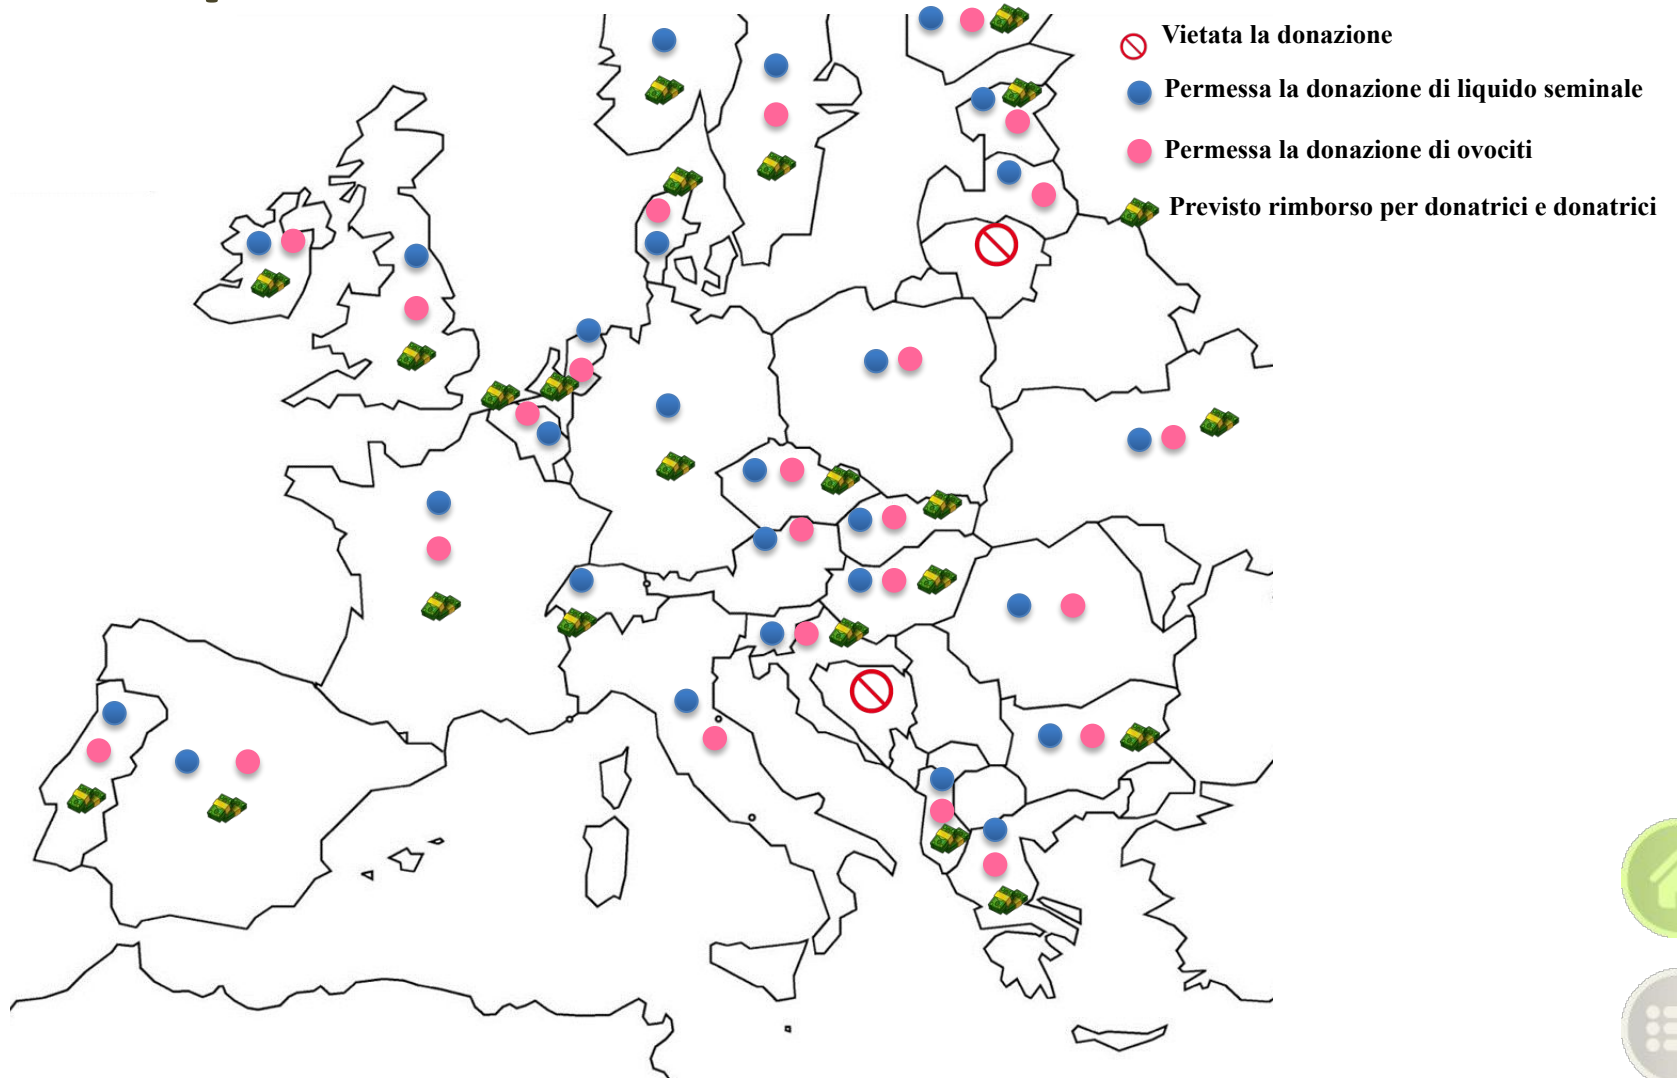 Vietata la donazione
Permessa la donazione di liquido seminale
Permessa la donazione di ovociti
Previsto rimborso per donatrici e donatrici